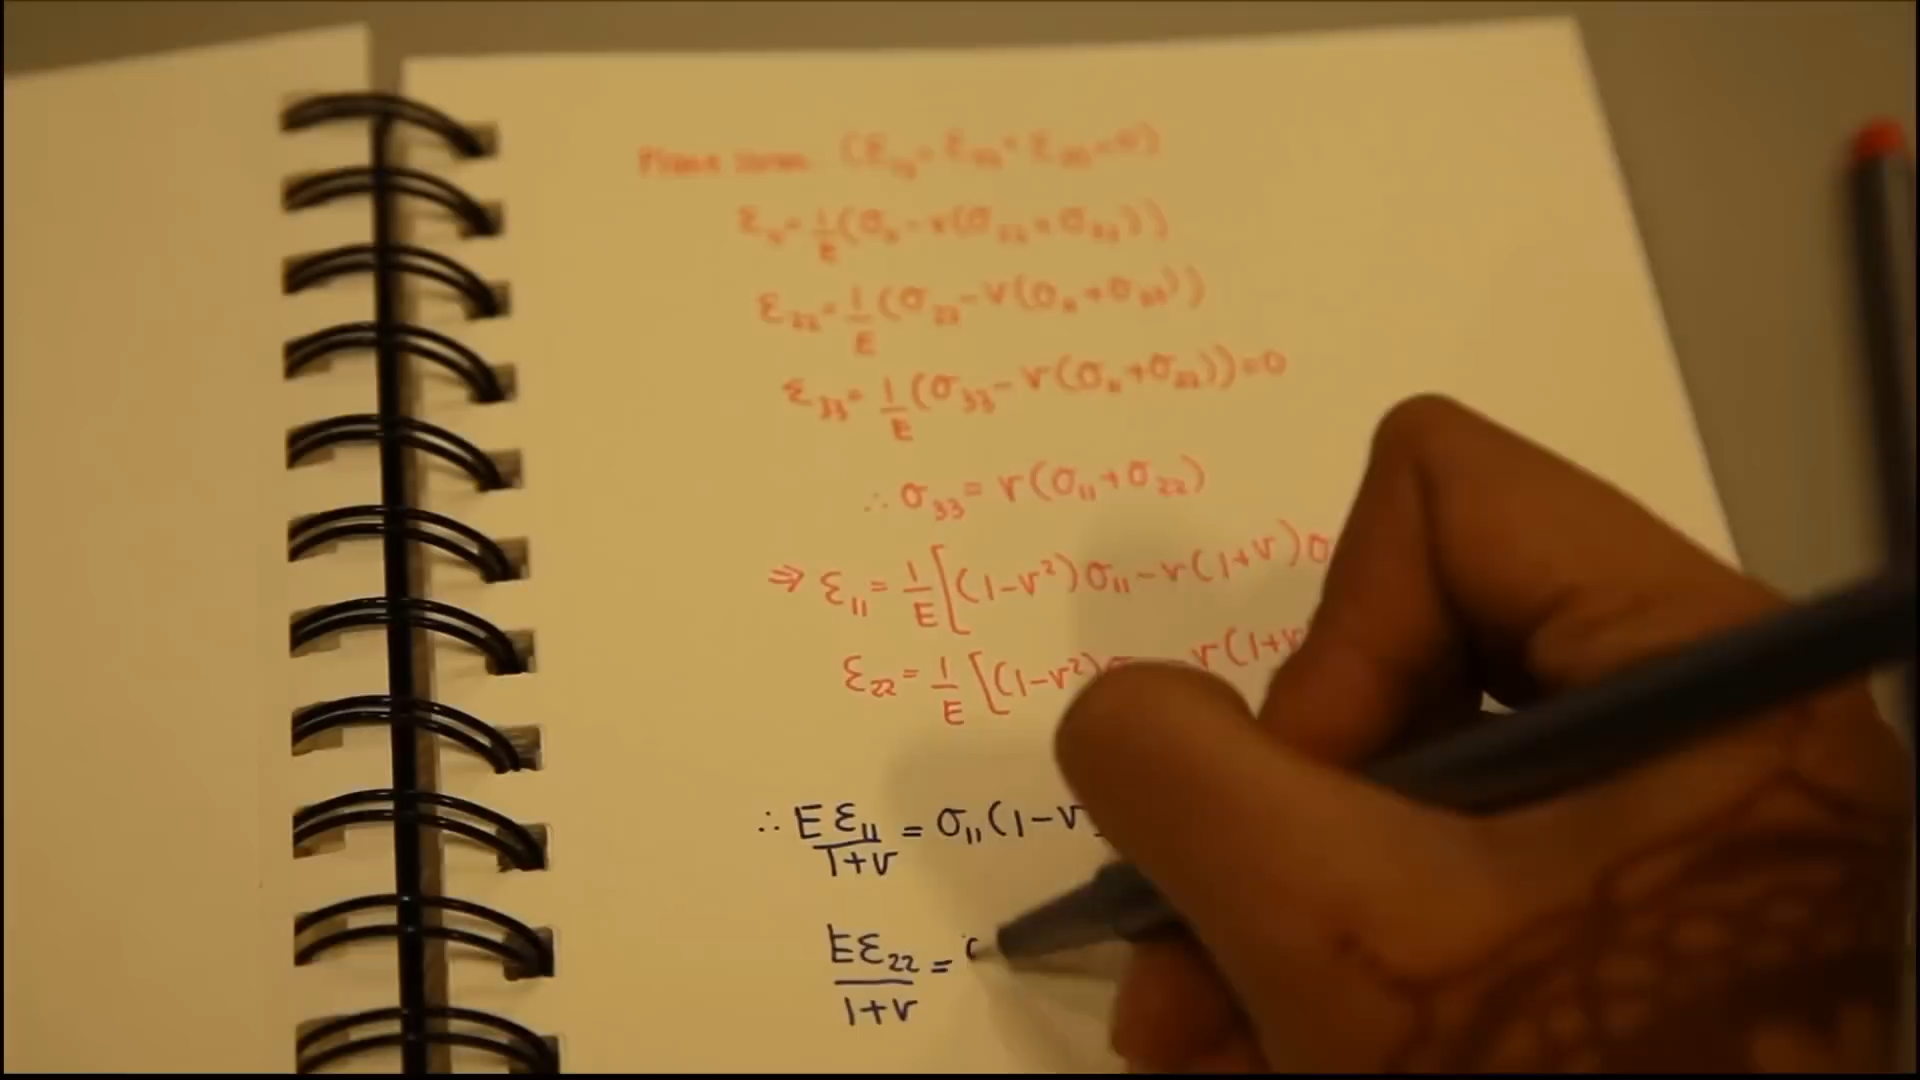 Plane strain (ε₁₃ = ε₂₃ = ε₃₃ = 0)
ε₁₁ = 1/E (σ₁₁ - ν(σ₂₂ + σ₃₃))
ε₂₂ = 1/E (σ₂₂ - ν(σ₁₁ + σ₃₃))
ε₃₃ = 1/E (σ₃₃ - ν(σ₁₁ + σ₂₂)) = 0
∴ σ₃₃ = ν(σ₁₁ + σ₂₂)
⇒ ε₁₁ = 1/E [(1-ν²)σ₁₁ - ν(1+ν)σ
ε₂₂ = 1/E [(1-ν²)σ - ν(1+ν
∴ Eε₁₁/1+ν = σ₁₁(1-ν)
Eε₂₂/1+ν =